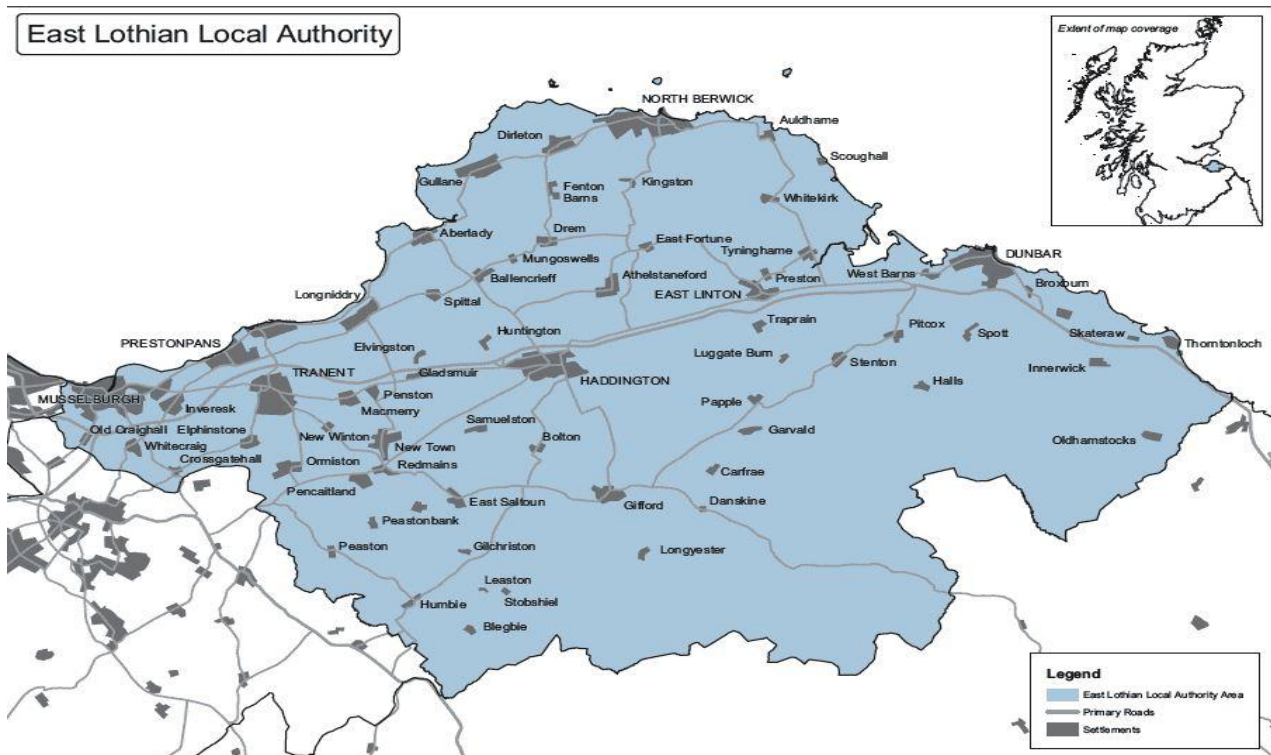 East Lothian Local Authority
Extent of map coverage
NORTH BERWICK
Auldhame
Dirleton
Scoughall
Gullane
Fenton
Barns
Kingston
Whitekirk
Aberlady
Drem
East Fortune
Tyninghame
Mungoswells
DUNBAR
West Barns
Ballencrieff
Athelstaneford
Preston
Broxburn
Longniddry
Spittal
EAST LINTON
Huntington
Traprain
Pitcox
Spott
Skateraw
PRESTONPANS
Thorntonloch
Elvingston
Luggate Burn
Stenton
Innerwick
TRANENT
Gladsmuir
HADDINGTON
Halls
MUSSELBURGH
Penston
Papple
Inveresk
Macmerry
Samuelston
Old Craighall
Elphinstone
New Winton
Garvald
Oldhamstocks
Whitecraig
New Town
Bolton
Crossgatehall
Ormiston
Redmains
Carfrae
Pencaitland
East Saltoun
Gifford
Danskine
Peastonbank
Peaston
Gilchriston
Longyester
Leaston
Humbie
Stobshiel
Blegbie
Legend
East Lothian Local Authority Area
Primary Roads
Settlements